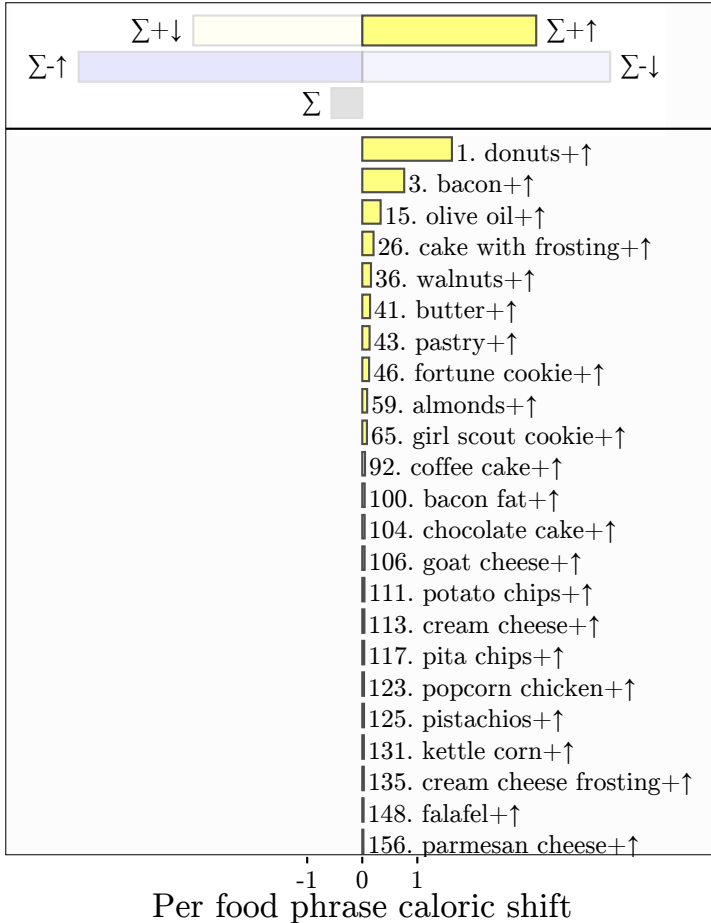 ∑+↓ ∑+↑
∑-↑ ∑-↓
∑
1. donuts+↑
3. bacon+↑
15. olive oil+↑
26. cake with frosting+↑
36. walnuts+↑
41. butter+↑
43. pastry+↑
46. fortune cookie+↑
59. almonds+↑
65. girl scout cookie+↑
92. coffee cake+↑
100. bacon fat+↑
104. chocolate cake+↑
106. goat cheese+↑
111. potato chips+↑
113. cream cheese+↑
117. pita chips+↑
123. popcorn chicken+↑
125. pistachios+↑
131. kettle corn+↑
135. cream cheese frosting+↑
148. falafel+↑
156. parmesan cheese+↑
-1 0 1
Per food phrase caloric shift